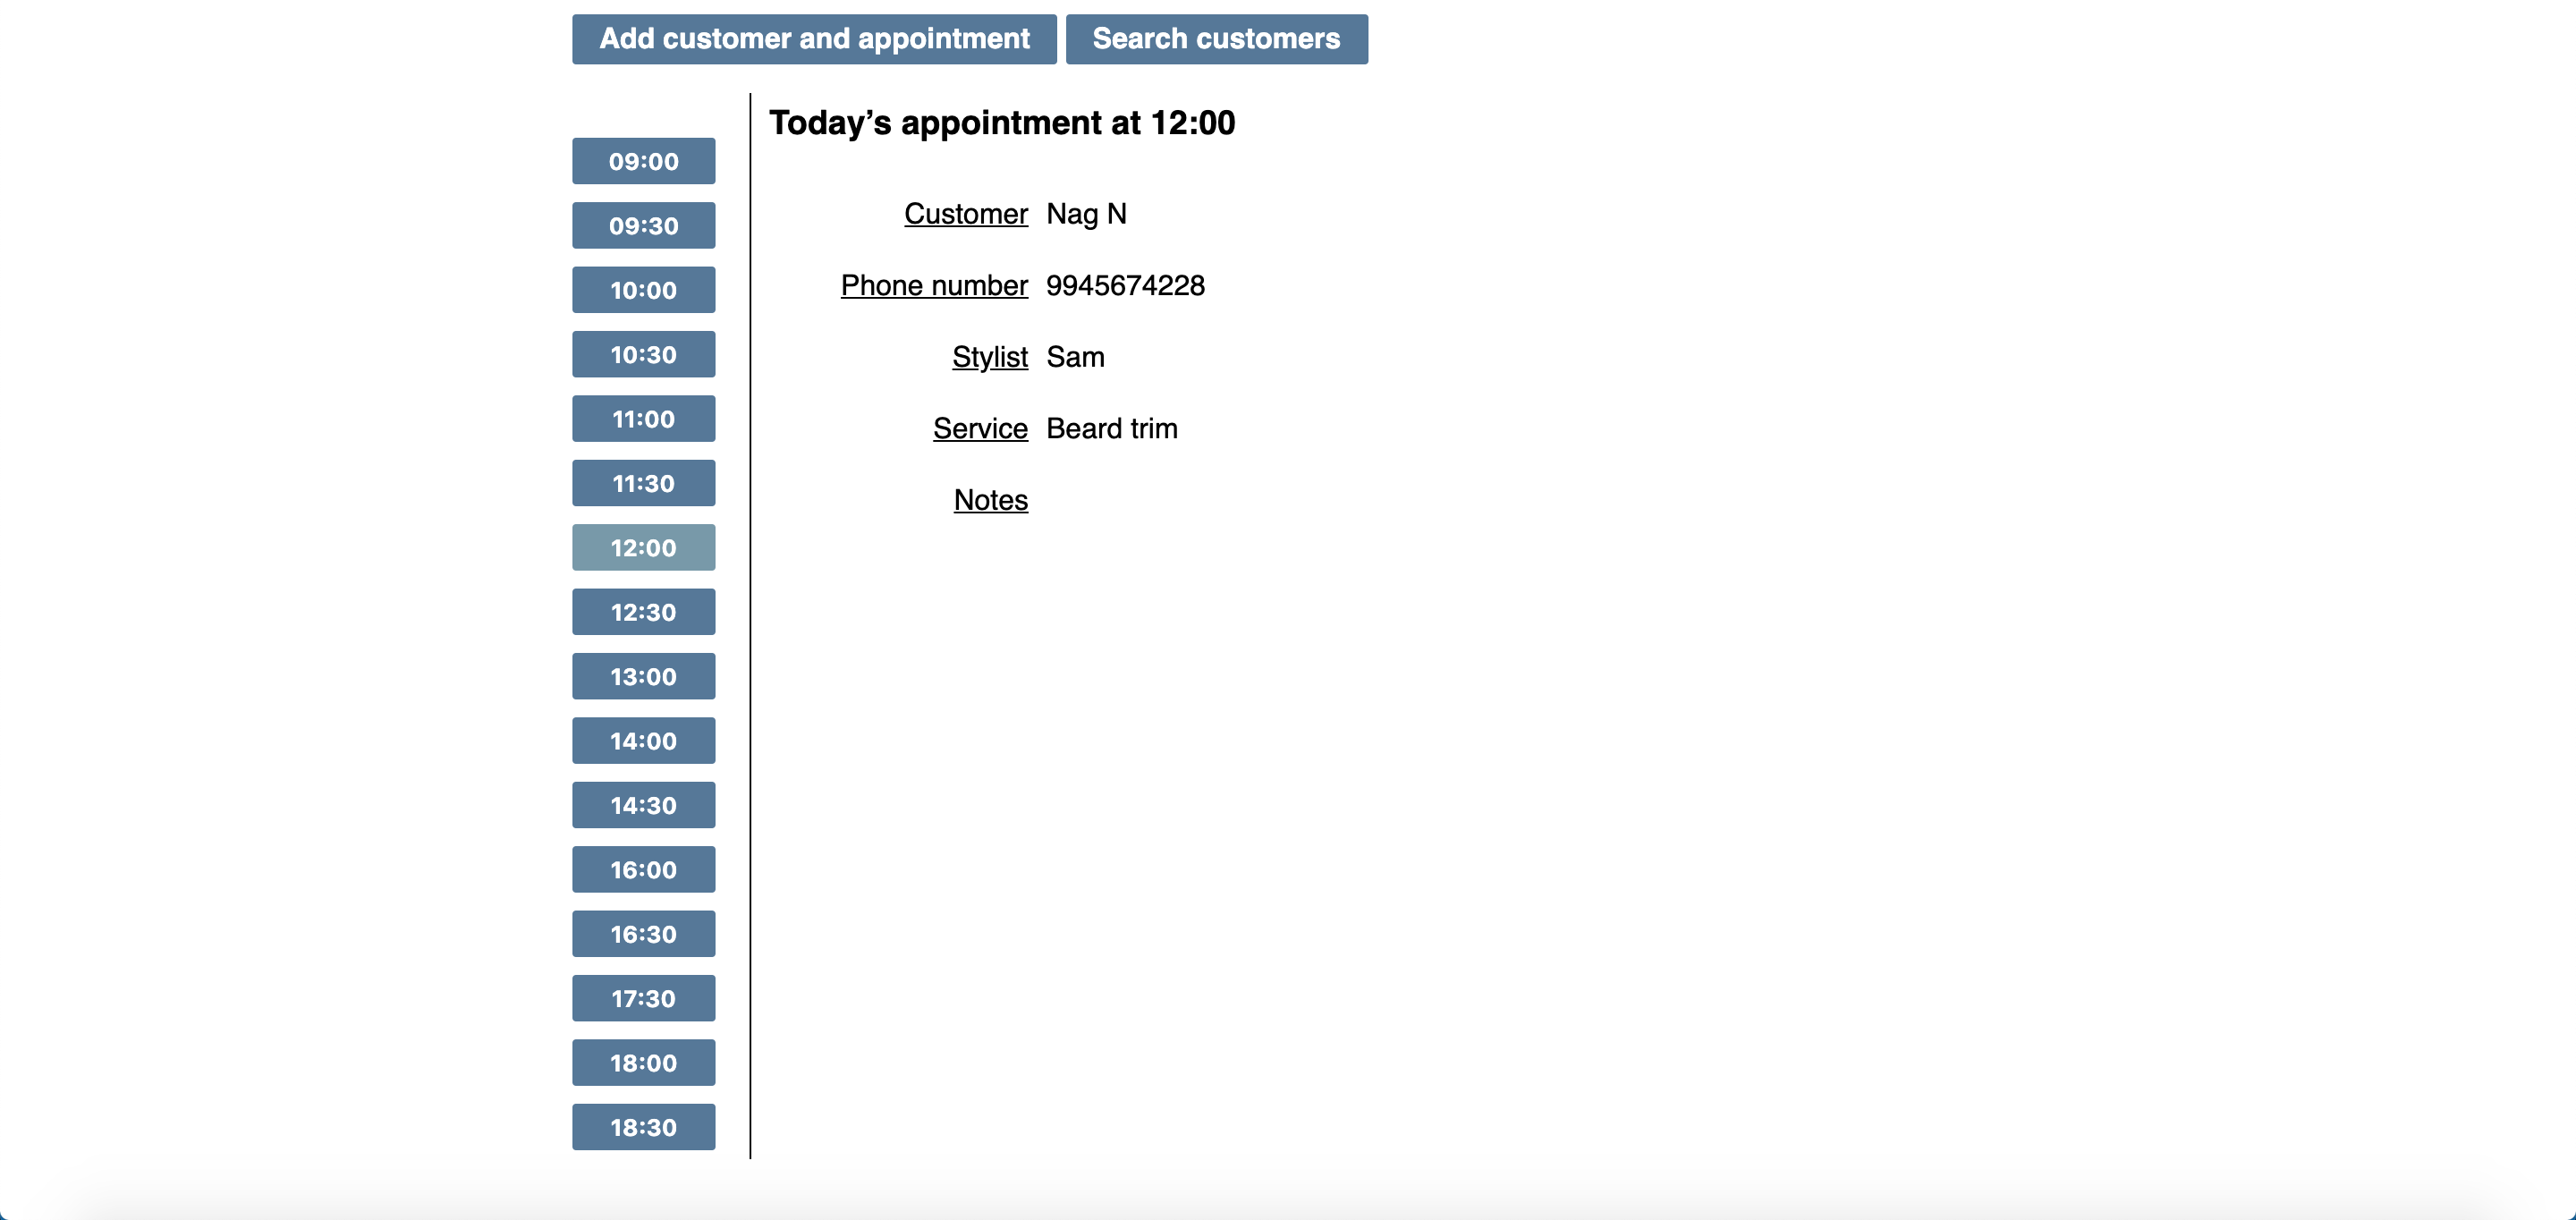 Add customer and appointment
Search customers
09:00
09:30
10:00
10:30
11:00
11:30
12:00
12:30
13:00
14:00
14:30
16:00
16:30
17:30
18:00
18:30
Today’s appointment at 12:00
Customer Nag N
Phone number 9945674228
Stylist Sam
Service Beard trim
Notes